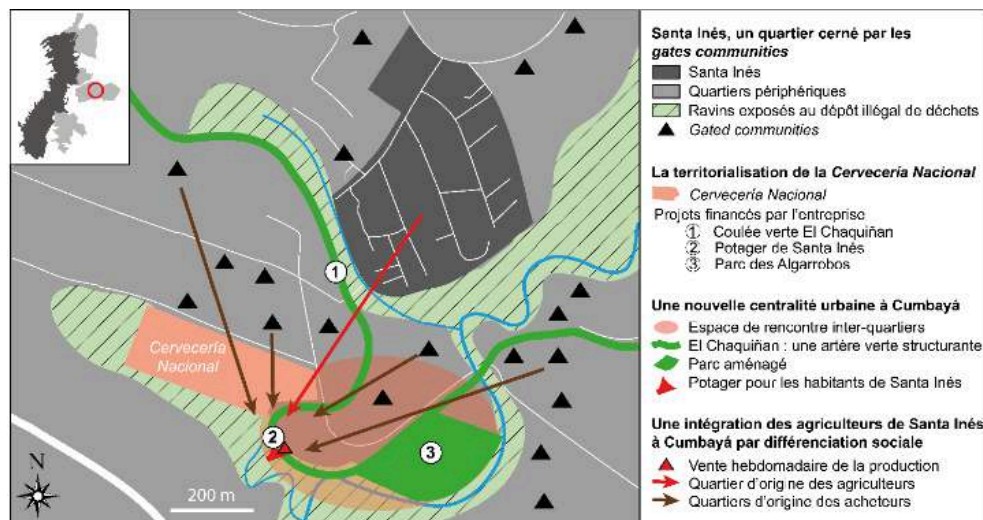 1
Cervecería
Nacional
2
3
N
200 m
Santa Inés, un quartier cerné par les
gates communities
Santa Inés
Quartiers périphériques
Ravins exposés au dépôt illégal de déchets
Gated communities
La territorialisation de la Cervecería Nacional
Cervecería Nacional
Projets financés par l'entreprise
1 Coulée verte El Chaquiñan
2 Potager de Santa Inés
3 Parc des Algarrobos
Une nouvelle centralité urbaine à Cumbayá
Espace de rencontre inter-quartiers
El Chaquiñan : une artère verte structurante
Parc aménagé
Potager pour les habitants de Santa Inés
Une intégration des agriculteurs de Santa Inés
à Cumbayá par différenciation sociale
Vente hebdomadaire de la production
Quartier d'origine des agriculteurs
Quartiers d'origine des acheteurs